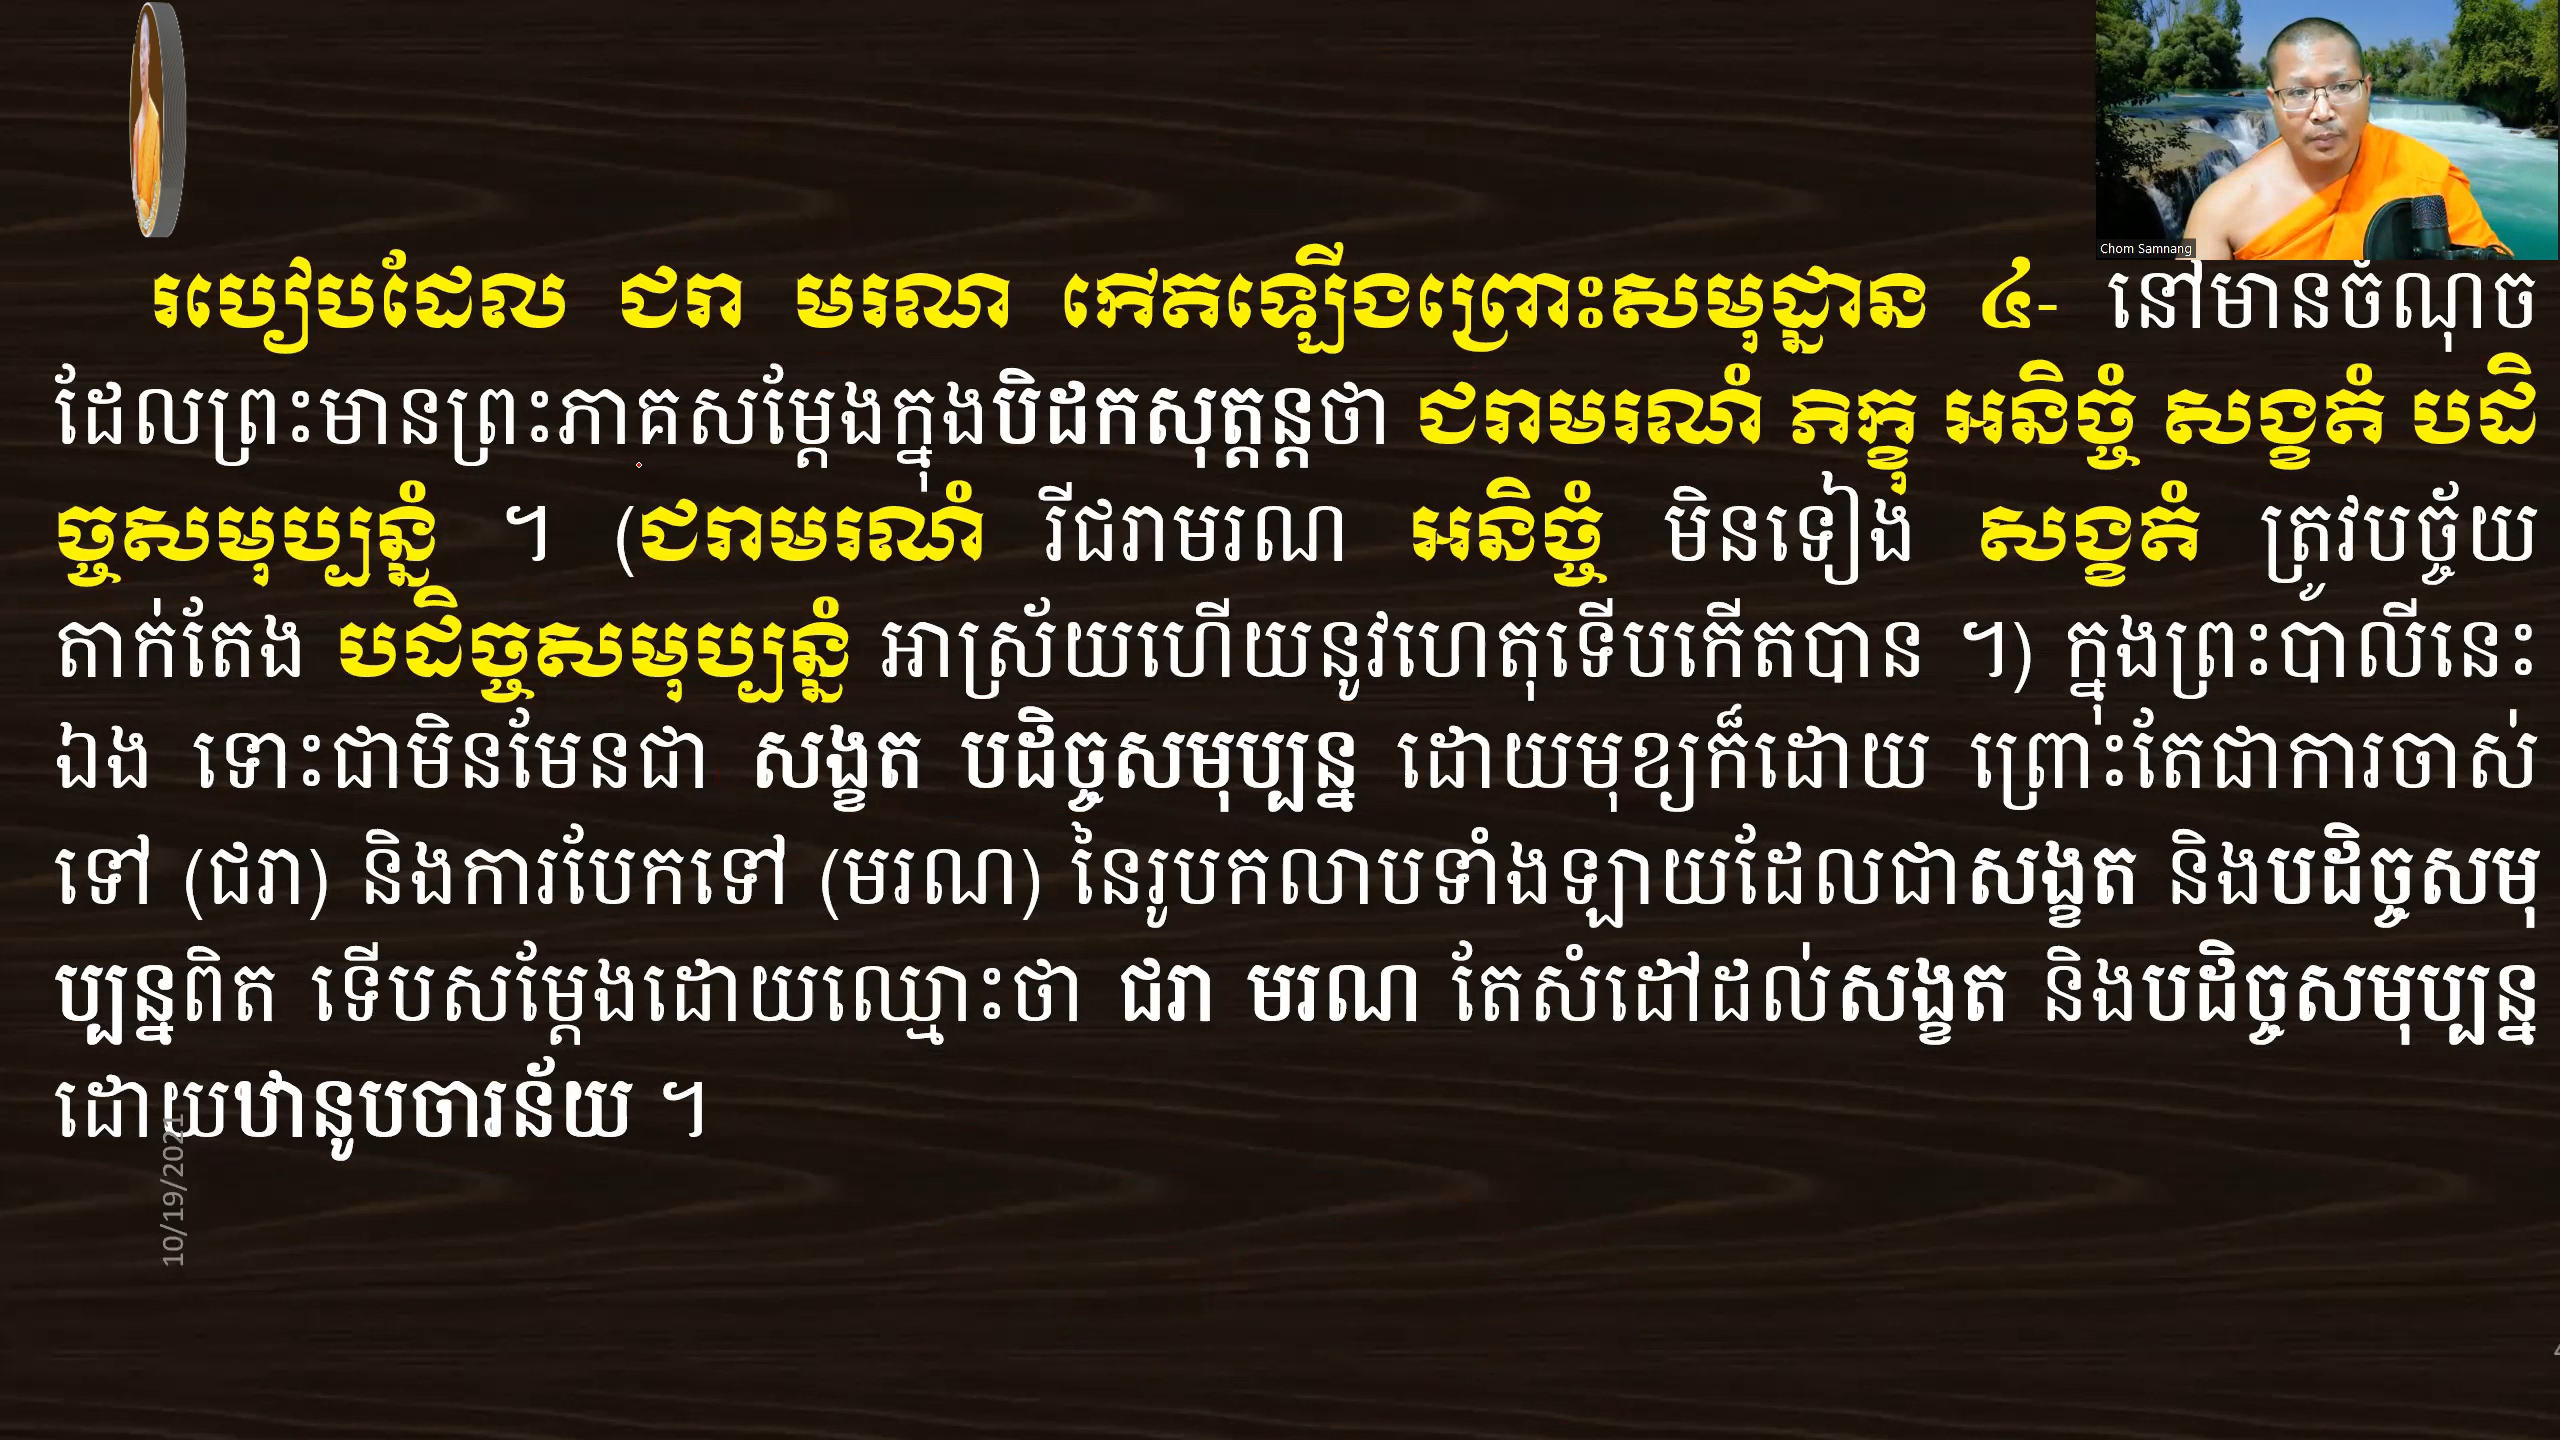 Chom Samnang
របៀបដែល ជរា មរណ កើតឡើងព្រោះសមុដ្ឋាន ៤- នៅមានចំណុច
ដែលព្រះមានព្រះភាគសម្ដែងក្នុងបិដកសុត្តន្តថា ជរាមរណំ ភិក្ខុ អនិច្ចំ សង្ខតំ បដិ
ច្ចសមុប្បន្នំ ។ (ជរាមរណំ រីជរាមរណ អនិច្ចំ មិនទៀង សង្ខតំ ត្រូវបច្ច័យ
តាក់តែង បដិច្ចសមុប្បន្នំ អាស្រ័យហើយនូវហេតុទើបកើតបាន ។) ក្នុងព្រះបាលីនេះ
ឯង ទោះជាមិនមែនជា សង្ខត បដិច្ចសមុប្បន្ន ដោយមុខ្យក៏ដោយ ព្រោះតែជាការចាស់
ទៅ (ជរា) និងការបែកទៅ (មរណ) នៃរូបកលាបទាំងឡាយដែលជាសង្ខត និងបដិច្ចសមុ
ប្បន្នពិត ទើបសម្ដែងដោយឈ្មោះថា ជរា មរណ តែសំដៅដល់សង្ខត និងបដិច្ចសមុប្បន្ន
ដោយឋានូបចារន័យ ។
10/19/2021